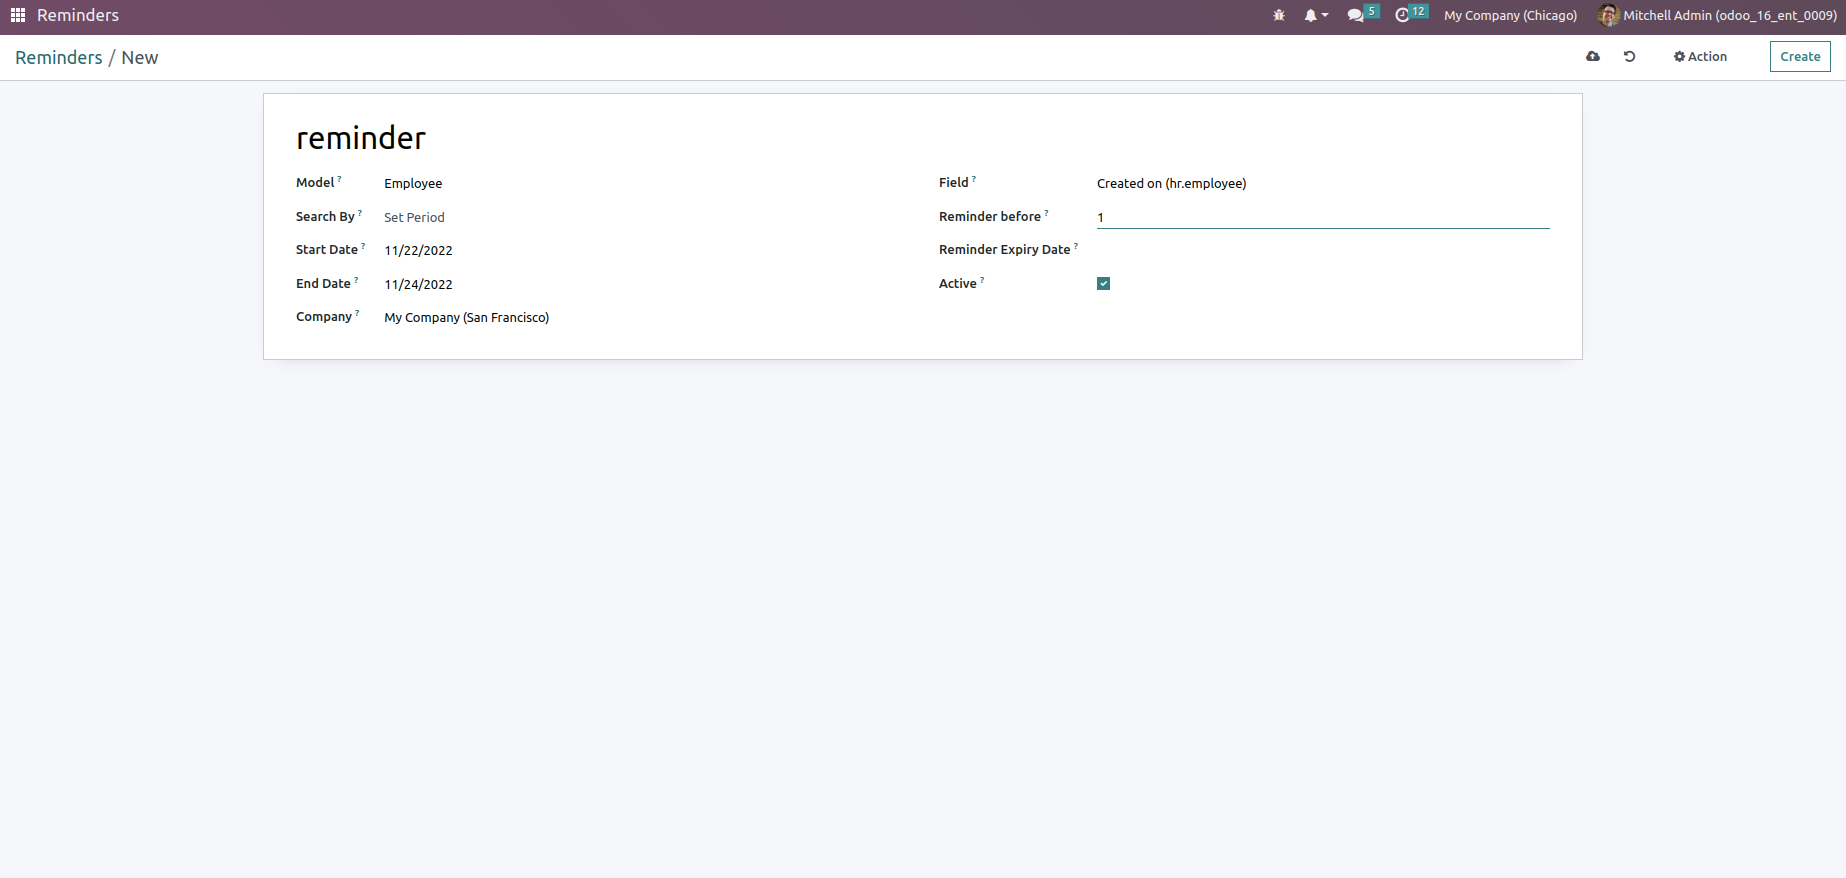 Reminders 5 12 My Company (Chicago) Mitchell Admin (odoo_16_ent_0009)
Reminders / New Action Create
reminder
Model ? Employee Field ? Created on (hr.employee)
Search By ? Set Period Reminder before ? 1
Start Date ? 11/22/2022 Reminder Expiry Date ?
End Date ? 11/24/2022 Active ?
Company ? My Company (San Francisco)